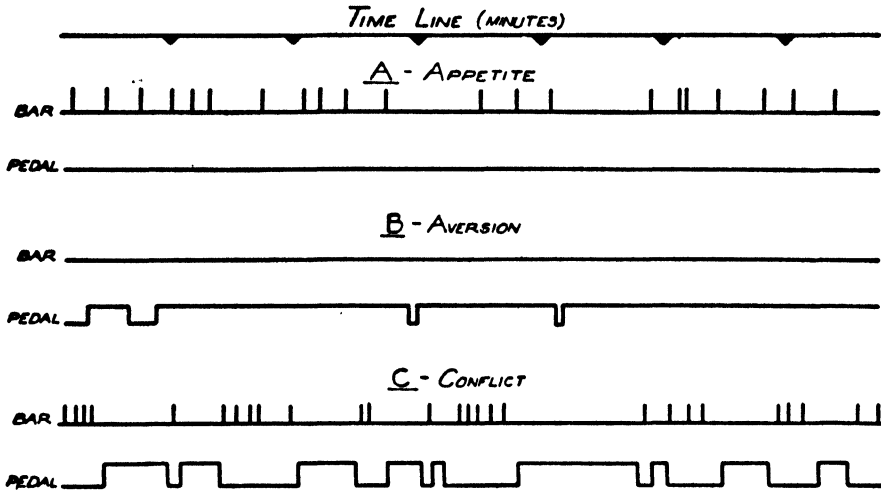 TIME LINE (MINUTES)
A - APPETITE
BAR
PEDAL
B - AVERSION
BAR
PEDAL
C - CONFLICT
BAR
PEDAL